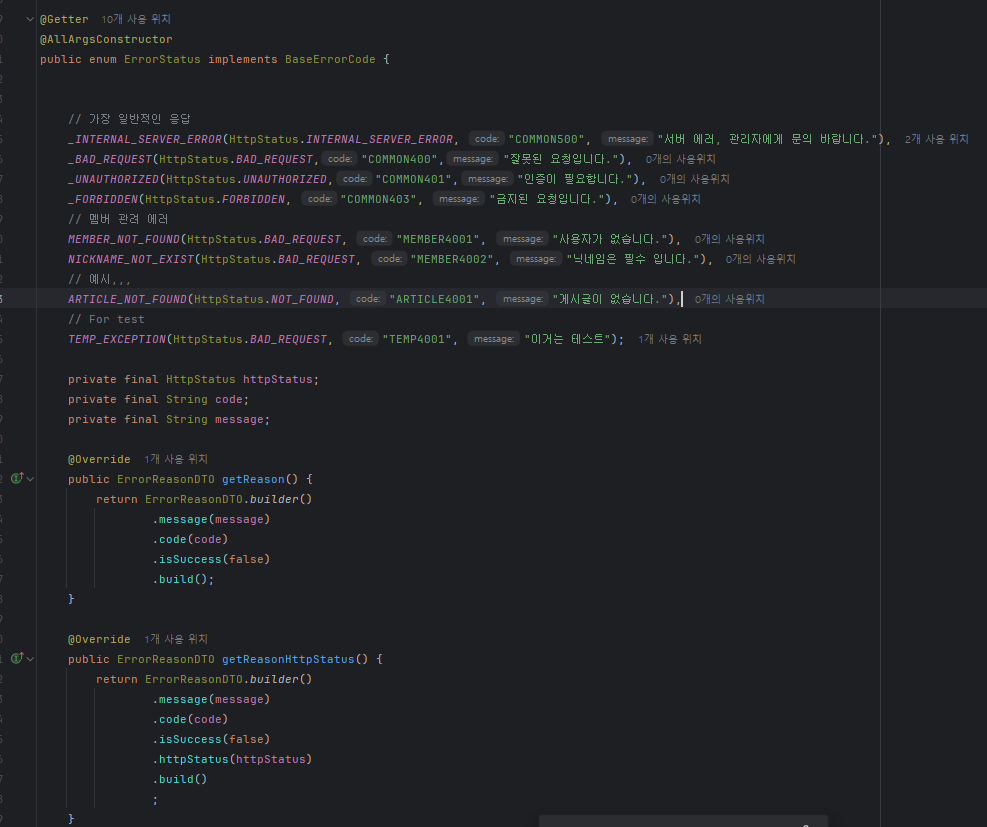 @Getter 10개 사용 위치
@AllArgsConstructor
public enum ErrorStatus implements BaseErrorCode {
// 가장 일반적인 응답
_INTERNAL_SERVER_ERROR(HttpStatus.INTERNAL_SERVER_ERROR, code: "COMMON500", message: "서버 에러, 관리자에게 문의 바랍니다."), 2개 사용 위치
_BAD_REQUEST(HttpStatus.BAD_REQUEST, code: "COMMON400", message: "잘못된 요청입니다."), 0개의 사용위치
_UNAUTHORIZED(HttpStatus.UNAUTHORIZED, code: "COMMON401", message: "인증이 필요합니다."), 0개의 사용위치
_FORBIDDEN(HttpStatus.FORBIDDEN, code: "COMMON403", message: "금지된 요청입니다."), 0개의 사용위치
// 멤버 관려 에러
MEMBER_NOT_FOUND(HttpStatus.BAD_REQUEST, code: "MEMBER4001", message: "사용자가 없습니다."), 0개의 사용위치
NICKNAME_NOT_EXIST(HttpStatus.BAD_REQUEST, code: "MEMBER4002", message: "닉네임은 필수 입니다."), 0개의 사용위치
// 예시,,,
ARTICLE_NOT_FOUND(HttpStatus.NOT_FOUND, code: "ARTICLE4001", message: "게시글이 없습니다."), 0개의 사용위치
// For test
TEMP_EXCEPTION(HttpStatus.BAD_REQUEST, code: "TEMP4001", message: "이거는 테스트"); 1개 사용 위치
private final HttpStatus httpStatus;
private final String code;
private final String message;
@Override 1개 사용 위치
public ErrorReasonDTO getReason() {
return ErrorReasonDTO.builder()
.message(message)
.code(code)
.isSuccess(false)
.build();
}
@Override 1개 사용 위치
public ErrorReasonDTO getReasonHttpStatus() {
return ErrorReasonDTO.builder()
.message(message)
.code(code)
.isSuccess(false)
.httpStatus(httpStatus)
.build()
;
}